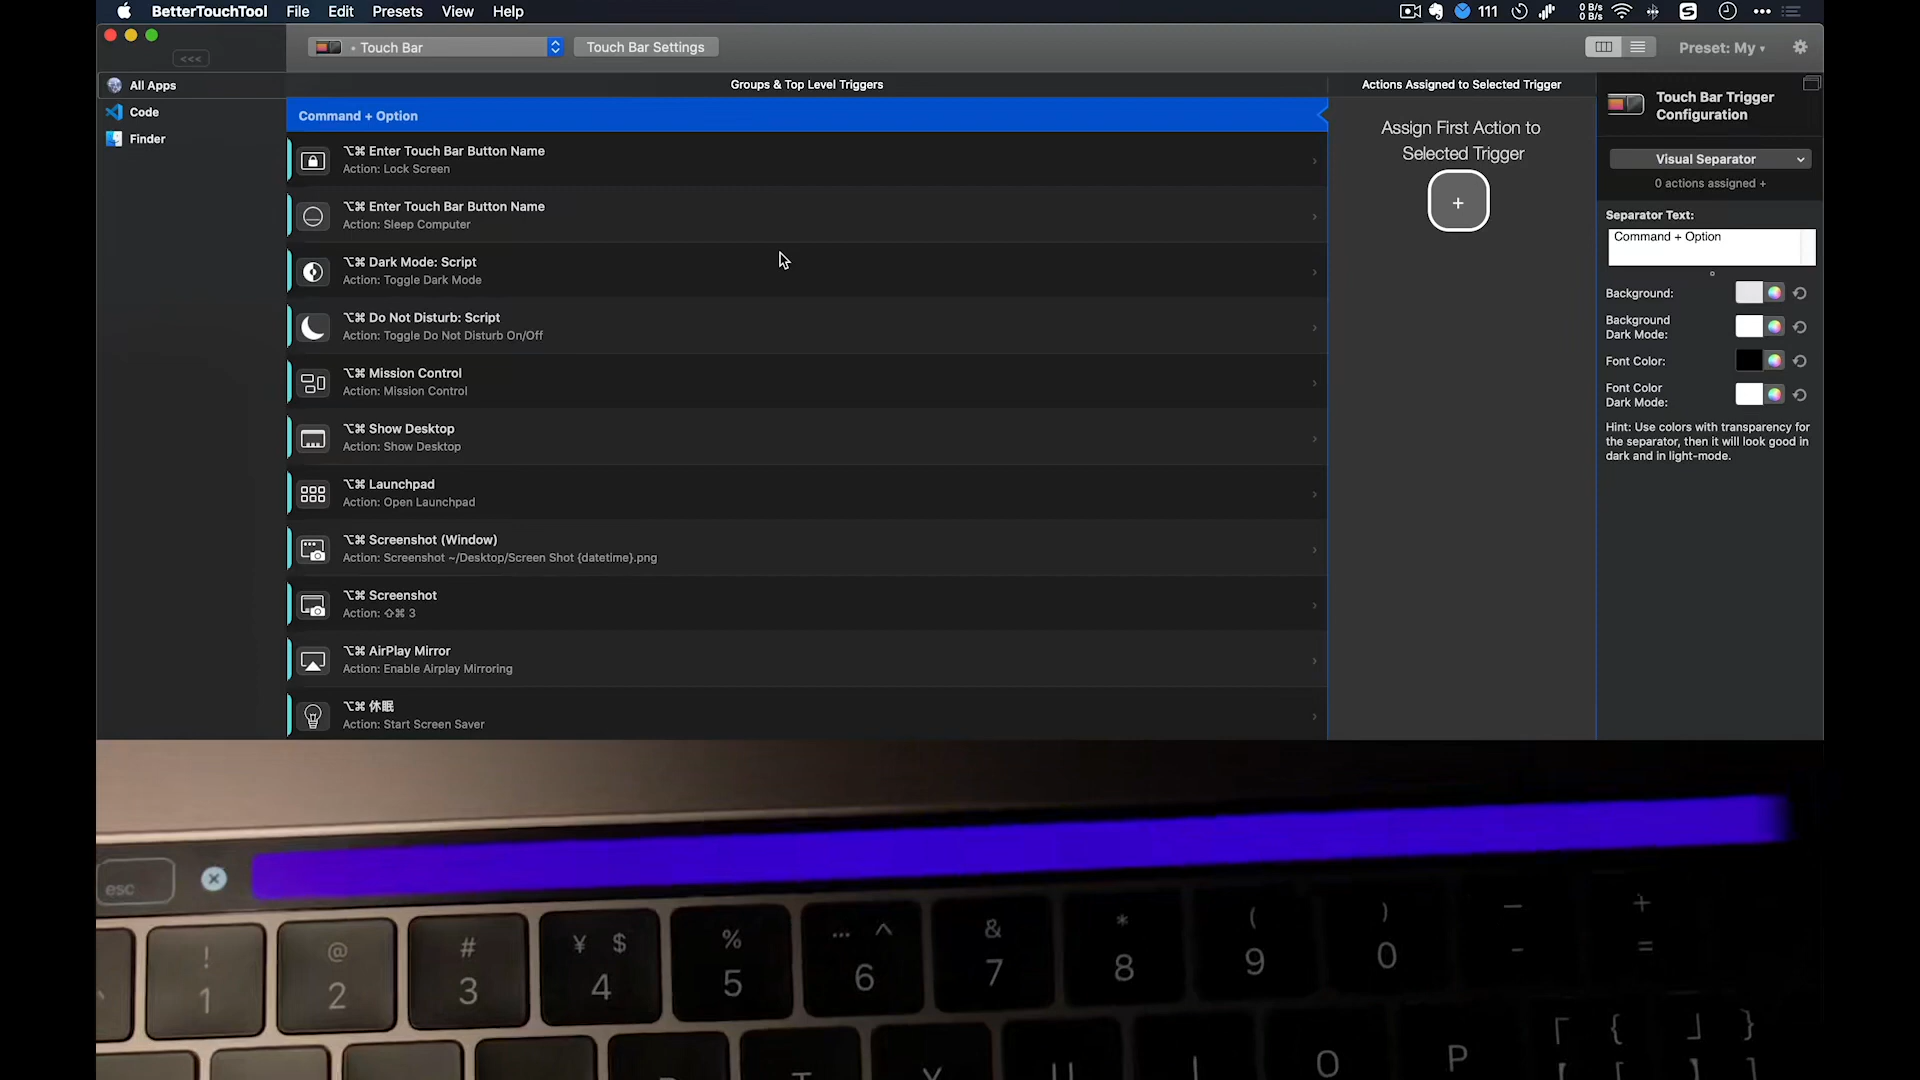 BetterTouchTool File Edit Presets View Help
111
0 B/s
0 B/s
<<<
Touch Bar
Touch Bar Settings
Preset: My
All Apps
Code
Finder
Groups & Top Level Triggers
Command + Option
⌥⌘ Enter Touch Bar Button Name
Action: Lock Screen
⌥⌘ Enter Touch Bar Button Name
Action: Sleep Computer
⌥⌘ Dark Mode: Script
Action: Toggle Dark Mode
⌥⌘ Do Not Disturb: Script
Action: Toggle Do Not Disturb On/Off
⌥⌘ Mission Control
Action: Mission Control
⌥⌘ Show Desktop
Action: Show Desktop
⌥⌘ Launchpad
Action: Open Launchpad
⌥⌘ Screenshot (Window)
Action: Screenshot ~/Desktop/Screen Shot {datetime}.png
⌥⌘ Screenshot
Action: ⇧⌘ 3
⌥⌘ AirPlay Mirror
Action: Enable Airplay Mirroring
⌥⌘ 休眠
Action: Start Screen Saver
Actions Assigned to Selected Trigger
Assign First Action to
Selected Trigger
+
Touch Bar Trigger
Configuration
Visual Separator
0 actions assigned +
Separator Text:
Command + Option
Background:
Background
Dark Mode:
Font Color:
Font Color
Dark Mode:
Hint: Use colors with transparency for
the separator, then it will look good in
dark and in light-mode.
esc
! @ # ¥ $ % … ^ & * ( ) — +
1 2 3 4 5 6 7 8 9 0 - =
O P 「 { 」 }